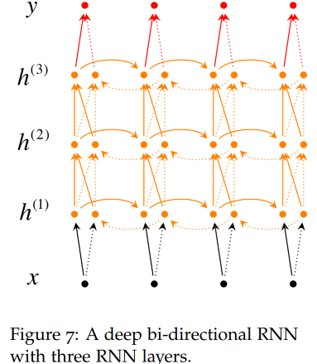 y
h(3)
h(2)
h(1)
x
Figure 7: A deep bi-directional RNN
with three RNN layers.